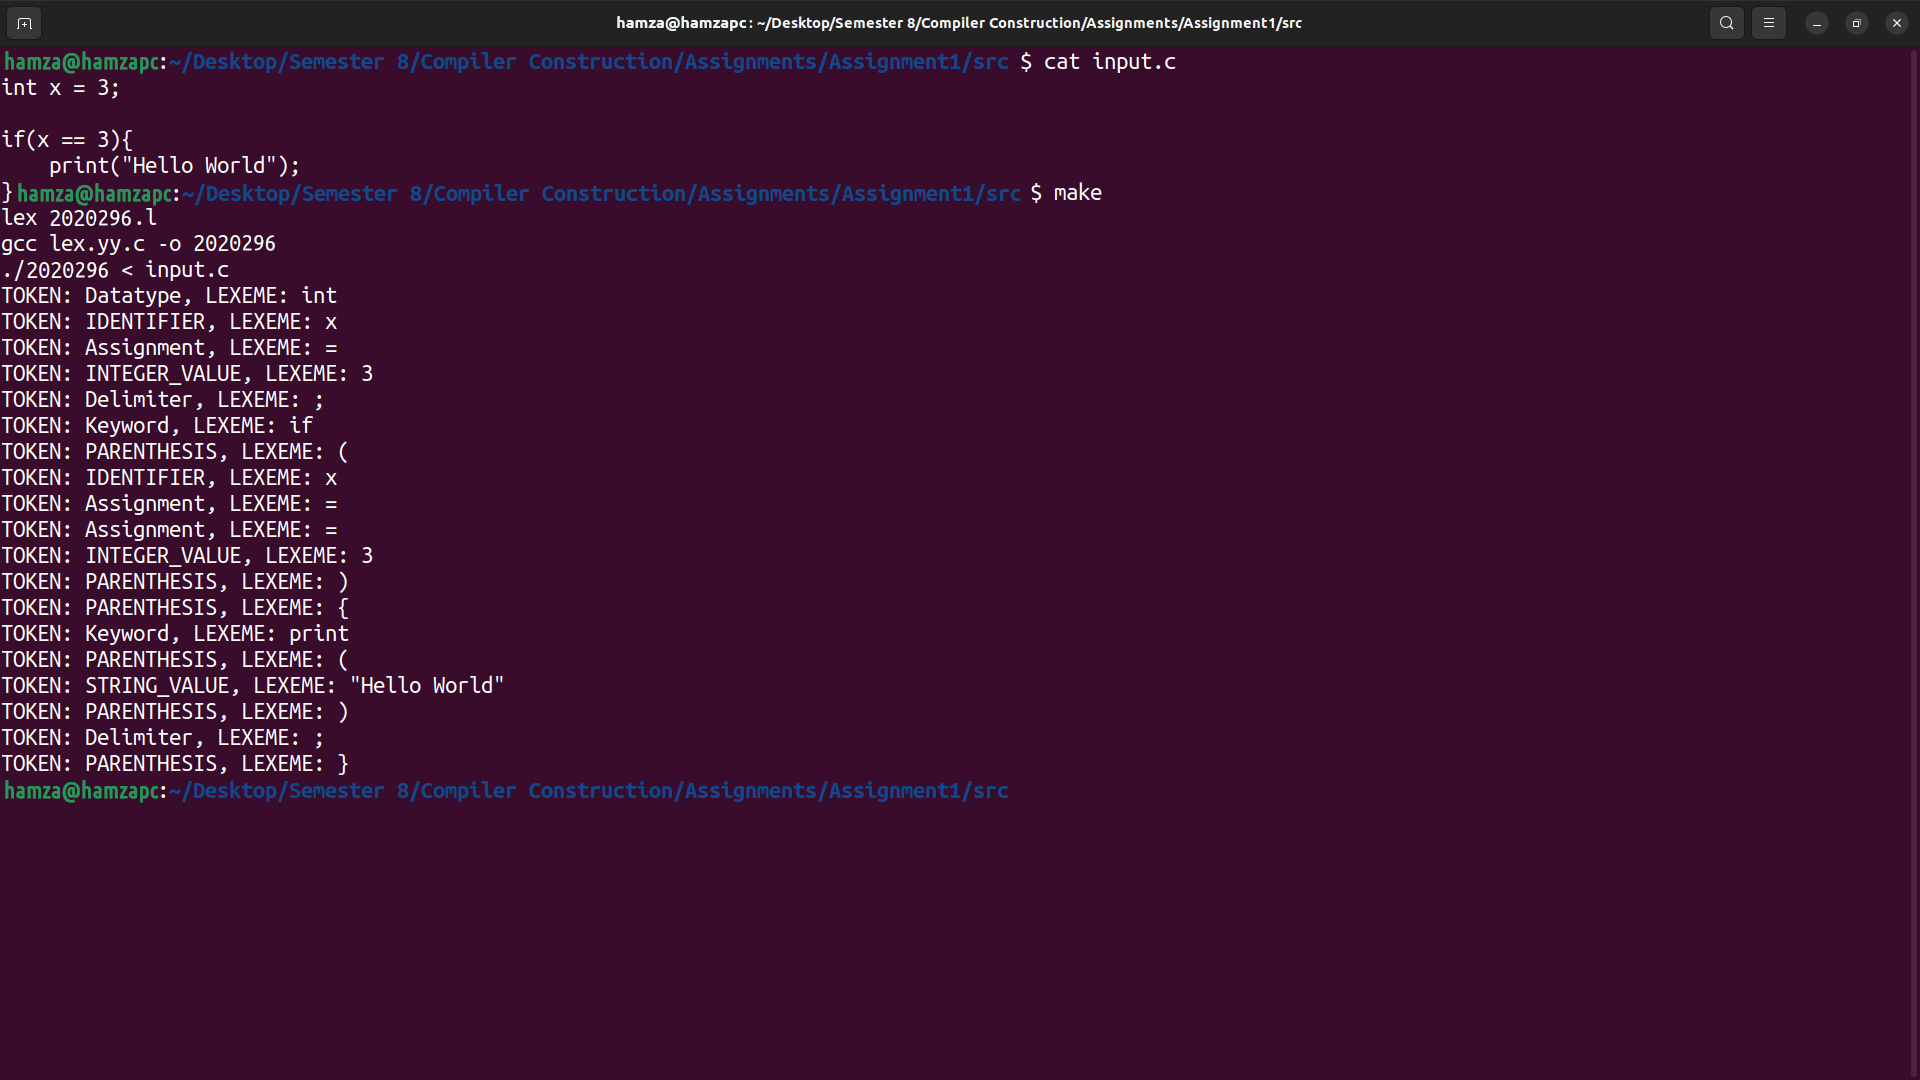 hamza@hamzapc: ~/Desktop/Semester 8/Compiler Construction/Assignments/Assignment1/src
hamza@hamzapc:~/Desktop/Semester 8/Compiler Construction/Assignments/Assignment1/src $ cat input.c
int x = 3;

if(x == 3){
    print("Hello World");
}hamza@hamzapc:~/Desktop/Semester 8/Compiler Construction/Assignments/Assignment1/src $ make
lex 2020296.l
gcc lex.yy.c -o 2020296
./2020296 < input.c
TOKEN: Datatype, LEXEME: int
TOKEN: IDENTIFIER, LEXEME: x
TOKEN: Assignment, LEXEME: =
TOKEN: INTEGER_VALUE, LEXEME: 3
TOKEN: Delimiter, LEXEME: ;
TOKEN: Keyword, LEXEME: if
TOKEN: PARENTHESIS, LEXEME: (
TOKEN: IDENTIFIER, LEXEME: x
TOKEN: Assignment, LEXEME: =
TOKEN: Assignment, LEXEME: =
TOKEN: INTEGER_VALUE, LEXEME: 3
TOKEN: PARENTHESIS, LEXEME: )
TOKEN: PARENTHESIS, LEXEME: {
TOKEN: Keyword, LEXEME: print
TOKEN: PARENTHESIS, LEXEME: (
TOKEN: STRING_VALUE, LEXEME: "Hello World"
TOKEN: PARENTHESIS, LEXEME: )
TOKEN: Delimiter, LEXEME: ;
TOKEN: PARENTHESIS, LEXEME: }
hamza@hamzapc:~/Desktop/Semester 8/Compiler Construction/Assignments/Assignment1/src